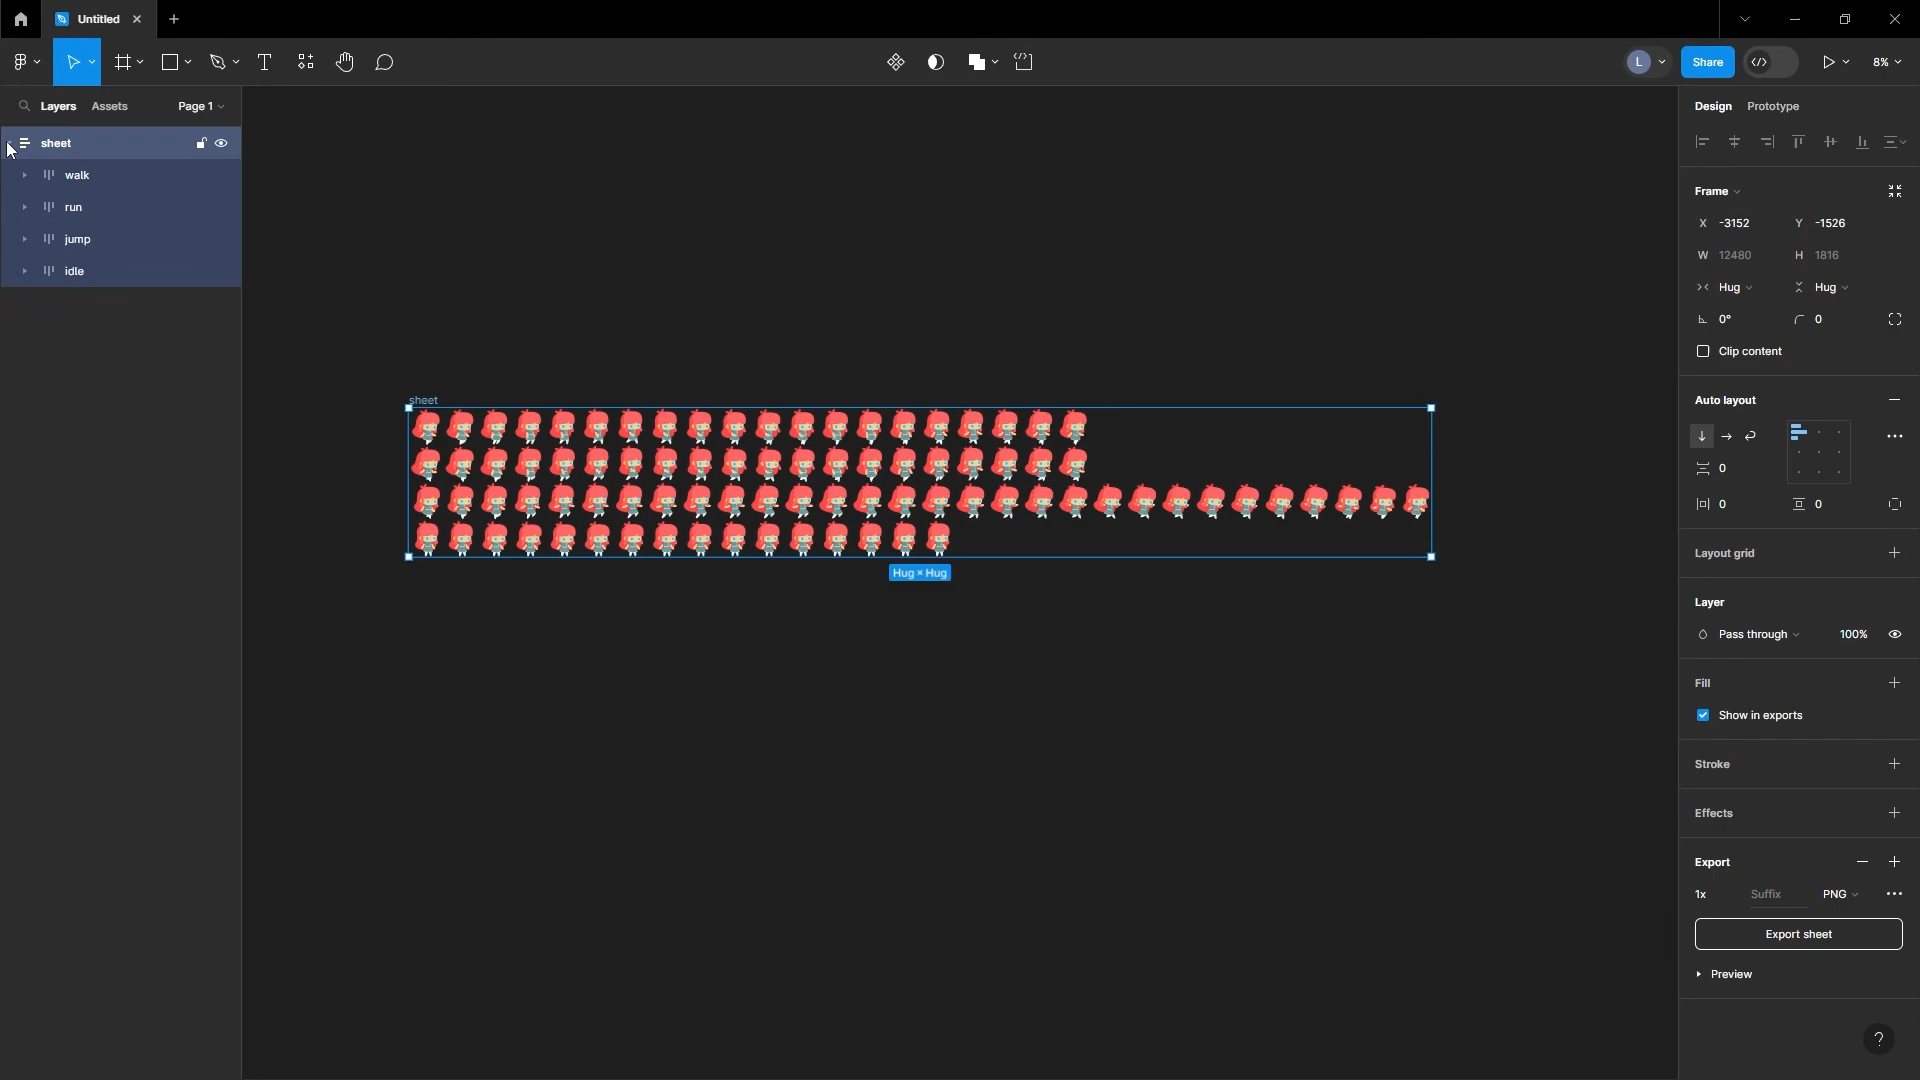 Untitled
L
Share
8%
Layers
Assets
Page 1
sheet
walk
run
jump
idle
sheet
Hug × Hug
Design
Prototype
Frame
X -3152
Y -1526
W 12480
H 1816
Hug
Hug
0°
0
Clip content
Auto layout
0
0
0
Layout grid
Layer
Pass through
100%
Fill
Show in exports
Stroke
Effects
Export
1x
Suffix
PNG
Export sheet
Preview
?